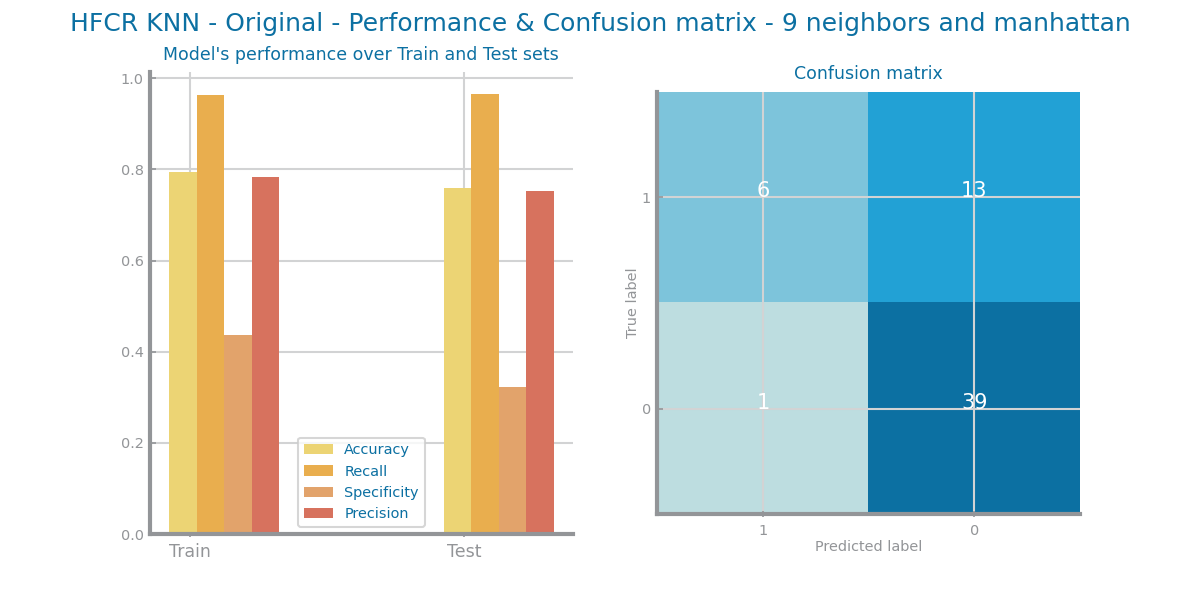 HFCR KNN - Original - Performance & Confusion matrix - 9 neighbors and manhattan
Model's performance over Train and Test sets
1.0
0.8
0.6
0.4
0.2
0.0
Accuracy
Recall
Specificity
Precision
Train
Test
Confusion matrix
True label
1
0
6
13
1
39
1
0
Predicted label